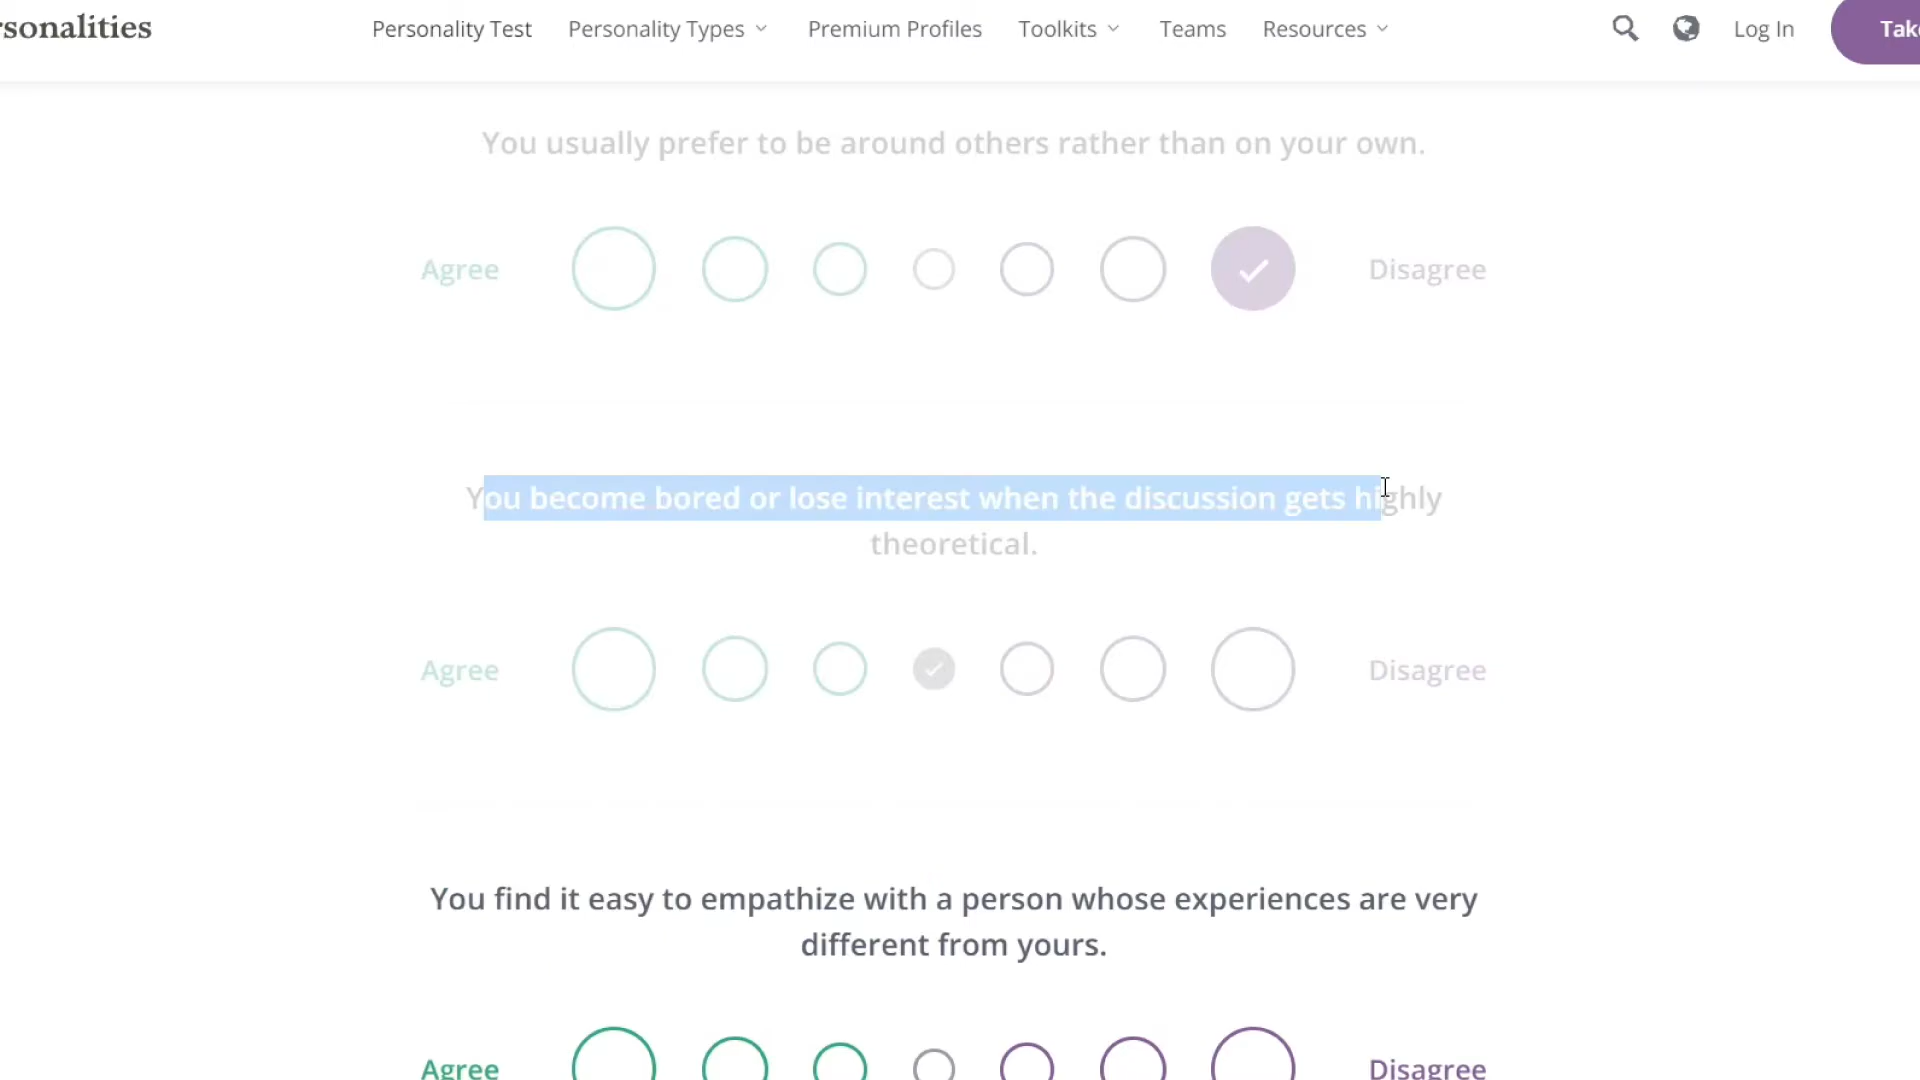 rsonalities Personality Test Personality Types Premium Profiles Toolkits Teams Resources Log In Take
You usually prefer to be around others rather than on your own.
Agree Disagree
You become bored or lose interest when the discussion gets highly
theoretical.
Agree Disagree
You find it easy to empathize with a person whose experiences are very
different from yours.
Agree Disagree